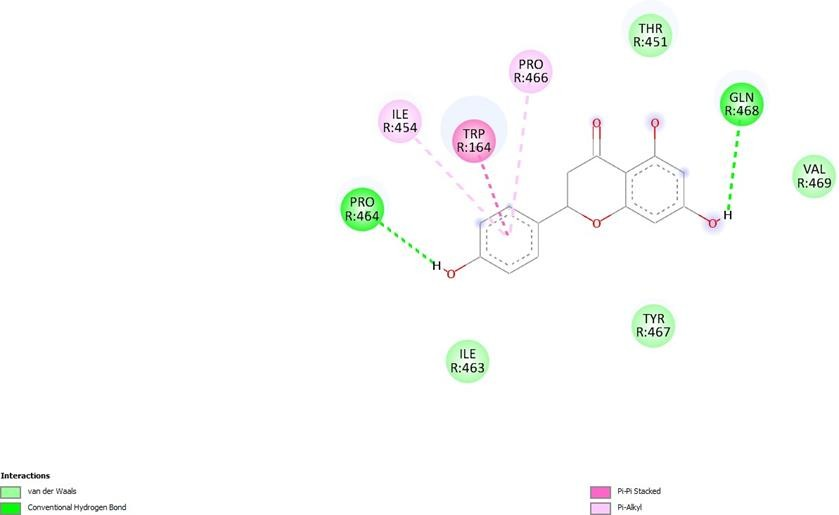 THR
R:451
PRO
R:466
GLN
R:468
ILE
R:454
TRP
R:164
O
O
VAL
R:469
PRO
R:464
H
O
O
H
O
TYR
R:467
ILE
R:463
Interactions
van der Waals
Conventional Hydrogen Bond
Pi-Pi Stacked
Pi-Alkyl